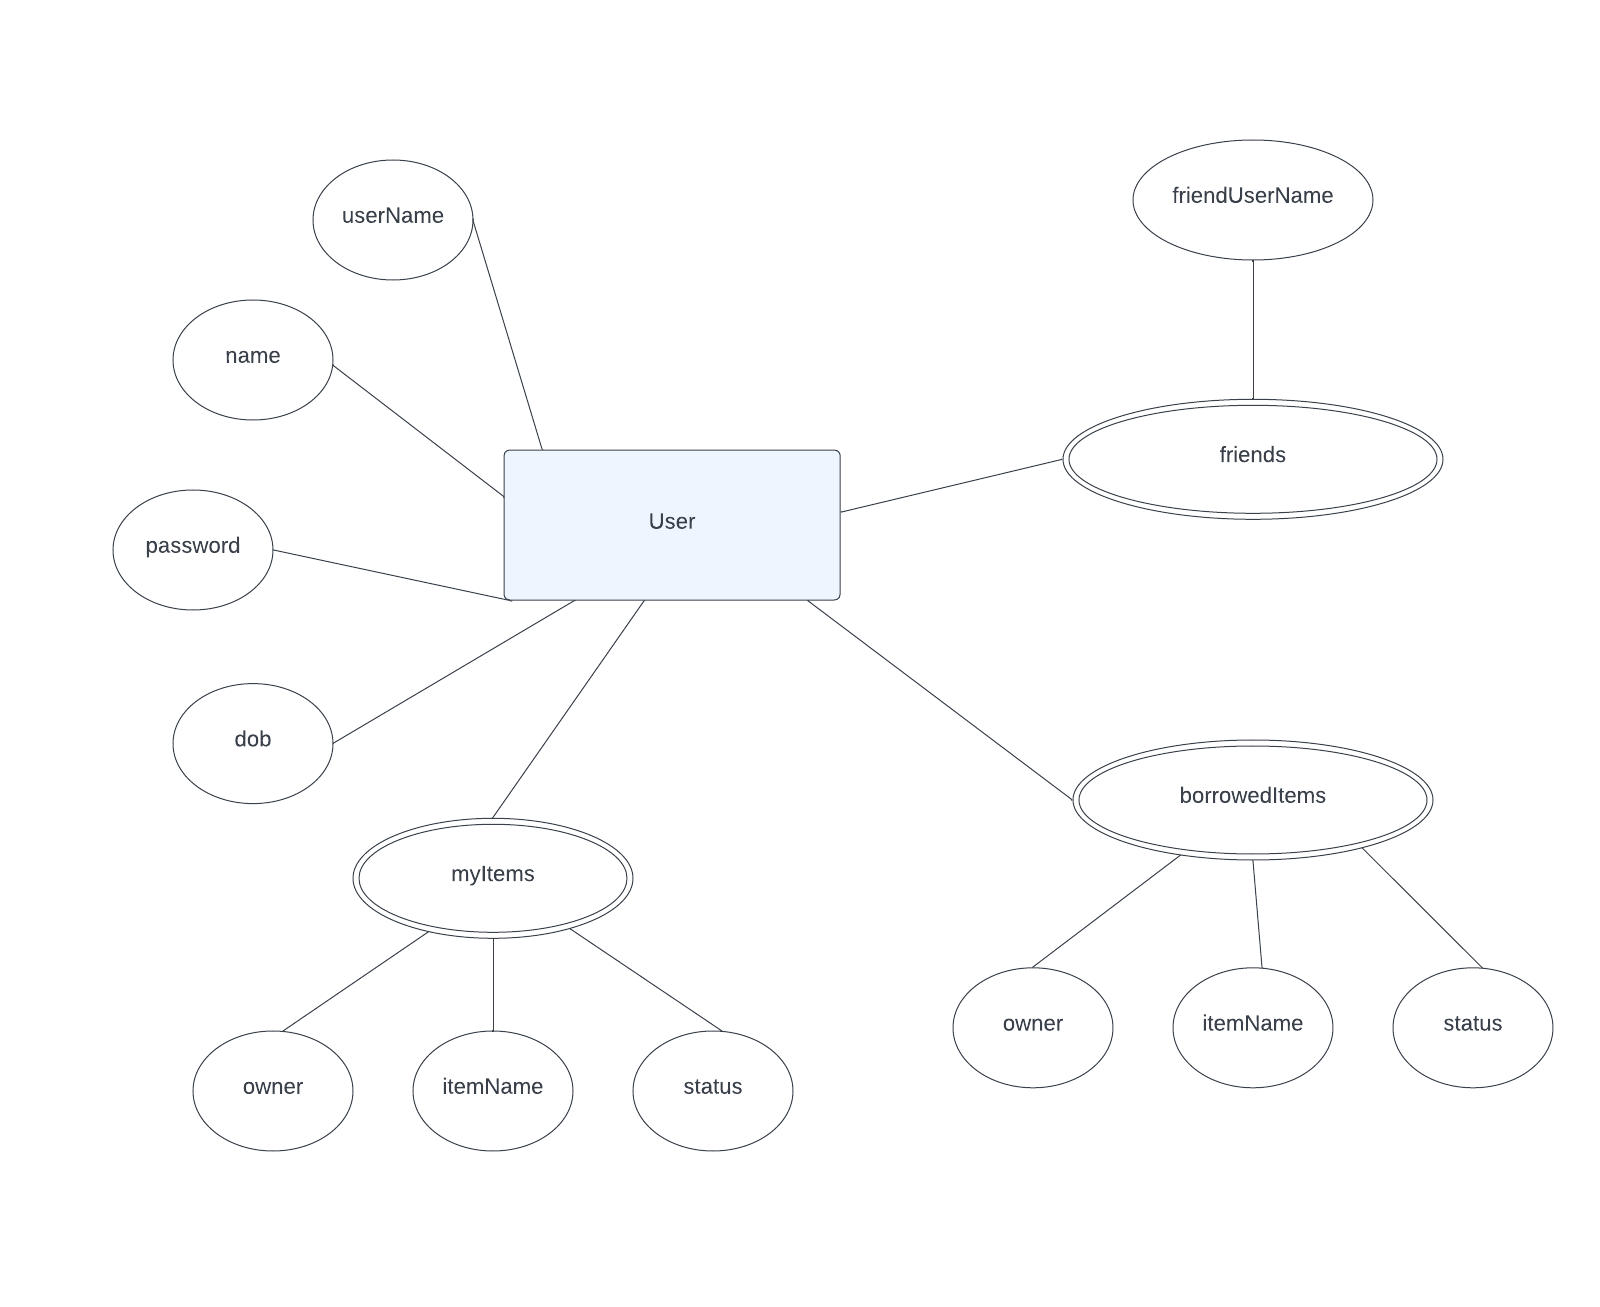 friendUserName
userName
name
friends
User
password
dob
borrowedItems
myItems
owner
itemName
status
owner
itemName
status